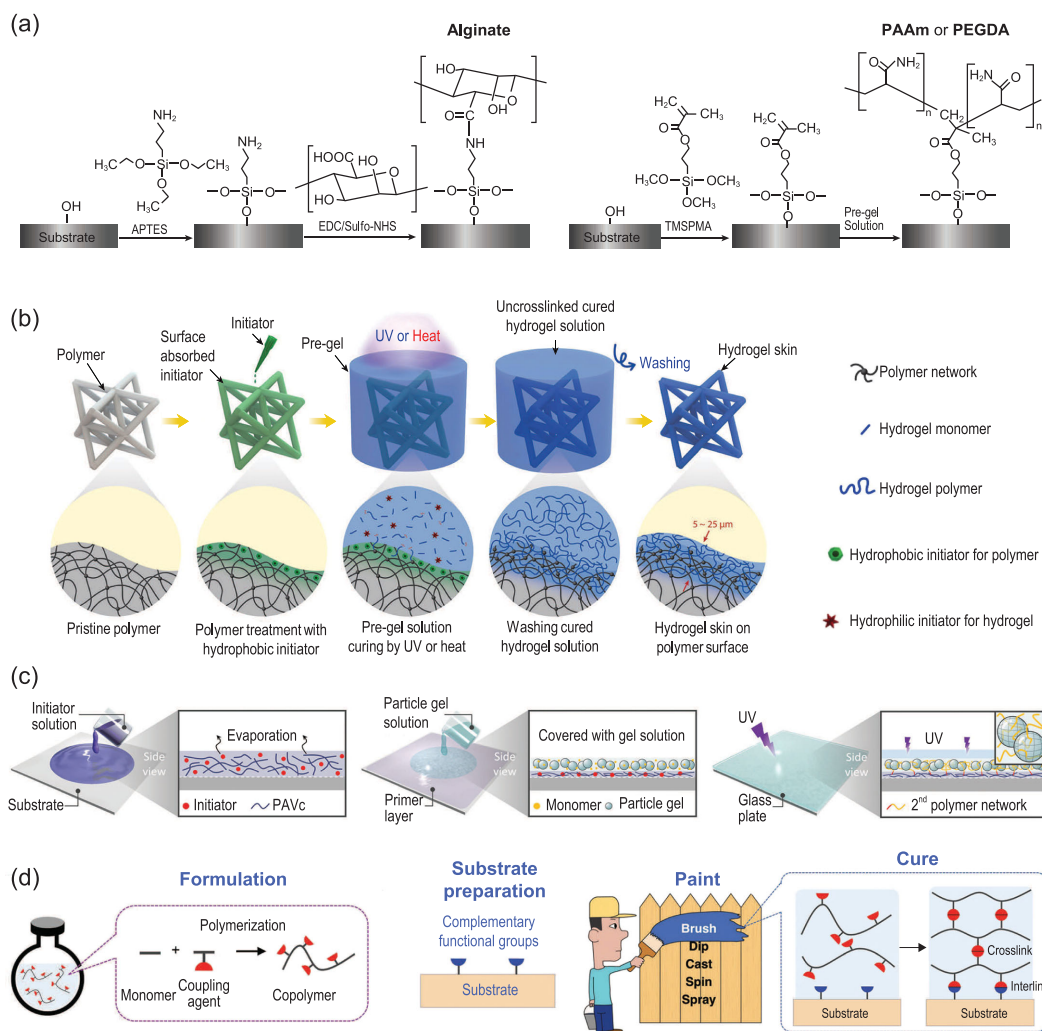 (a)
Alginate
PAAm or PEGDA
OH
Substrate
NH2
H3C
O
Si
O
CH3
O
H3C
APTES
NH2
O
Si
O
O
HOOC
HO
OH
HO
O
O
EDC/Sulfo-NHS
HO
O
OH
O
OH
C
O
NH
O
Si
O
O
OH
Substrate
H2C
CH3
O
O
H3CO
Si
OCH3
OCH3
TMSPMA
H2C
CH3
O
O
O
Si
O
O
Pre-gel
Solution
O
NH2
n
H2N
O
n
CH2
CH3
O
O
O
Si
O
O
(b)
Polymer
Surface
absorbed
initiator
Initiator
Pre-gel
UV or Heat
Uncrosslinked cured
hydrogel solution
Washing
Hydrogel skin
5 ~ 25 μm
Pristine polymer
Polymer treatment with
hydrophobic initiator
Pre-gel solution
curing by UV or heat
Washing cured
hydrogel solution
Hydrogel skin on
polymer surface
Polymer network
Hydrogel monomer
Hydrogel polymer
Hydrophobic initiator for polymer
Hydrophilic initiator for hydrogel
(c)
Initiator
solution
Substrate
Side
view
Evaporation
Initiator
PAVc
Particle gel
solution
Primer
layer
Side
view
Covered with gel solution
Monomer
Particle gel
UV
Glass
plate
Side
view
UV
2nd polymer network
(d)
Formulation
Polymerization
+
Monomer
Coupling
agent
Copolymer
Substrate
preparation
Complementary
functional groups
Substrate
Paint
Brush
Dip
Cast
Spin
Spray
Cure
Substrate
Crosslink
Interlin
Substrate